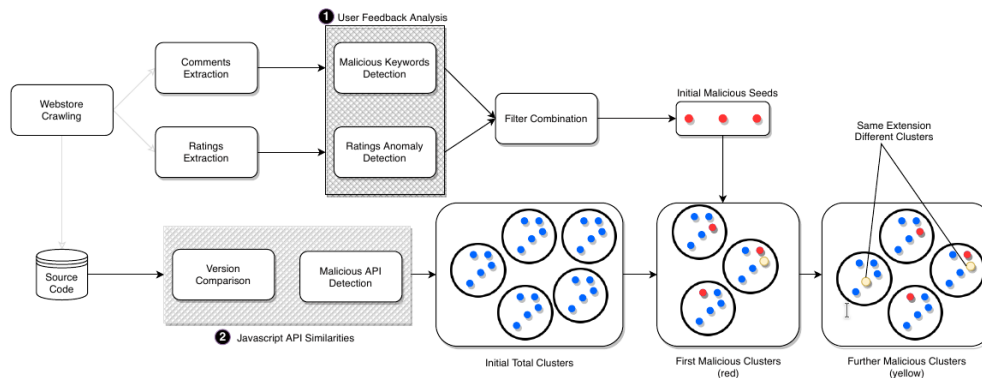 1 User Feedback Analysis
Comments
Extraction
Malicious Keywords
Detection
Webstore
Crawling
Ratings
Extraction
Ratings Anomaly
Detection
Filter Combination
Initial Malicious Seeds
Same Extension
Different Clusters
Source
Code
Version
Comparison
Malicious API
Detection
2 Javascript API Similarities
Initial Total Clusters
First Malicious Clusters
(red)
Further Malicious Clusters
(yellow)